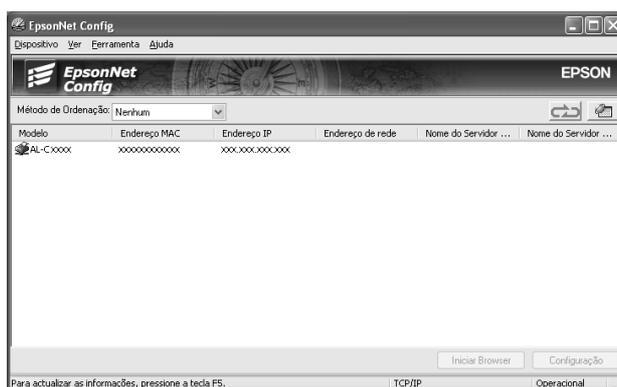 EpsonNet Config
Dispositivo Ver Ferramenta Ajuda
EpsonNet
Config
EPSON
Método de Ordenação: Nenhum
Modelo Endereço MAC Endereço IP Endereço de rede Nome do Servidor ... Nome do Servidor ...
AL-CXXXX XXXXXXXXXXXX XXX.XXX.XXX.XXX
Iniciar Browser Configuração
Para actualizar as informações, pressione a tecla F5. TCP/IP Operacional